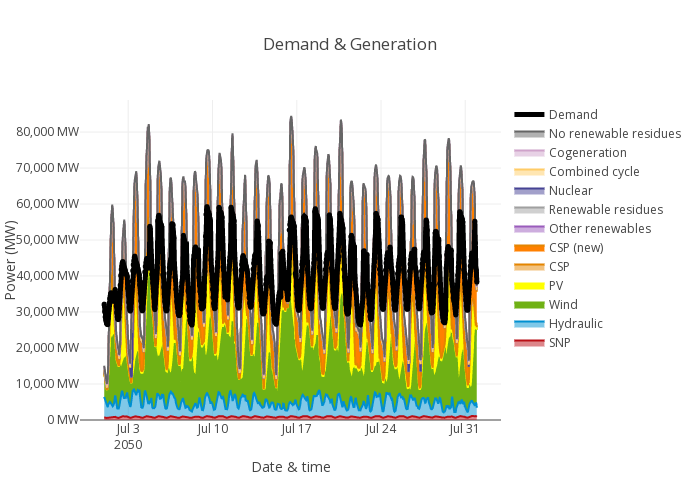 Demand & Generation
80,000 MW
70,000 MW
60,000 MW
50,000 MW
40,000 MW
30,000 MW
20,000 MW
10,000 MW
0 MW
Power (MW)
Jul 3
2050
Jul 10
Jul 17
Jul 24
Jul 31
Date & time
Demand
No renewable residues
Cogeneration
Combined cycle
Nuclear
Renewable residues
Other renewables
CSP (new)
CSP
PV
Wind
Hydraulic
SNP